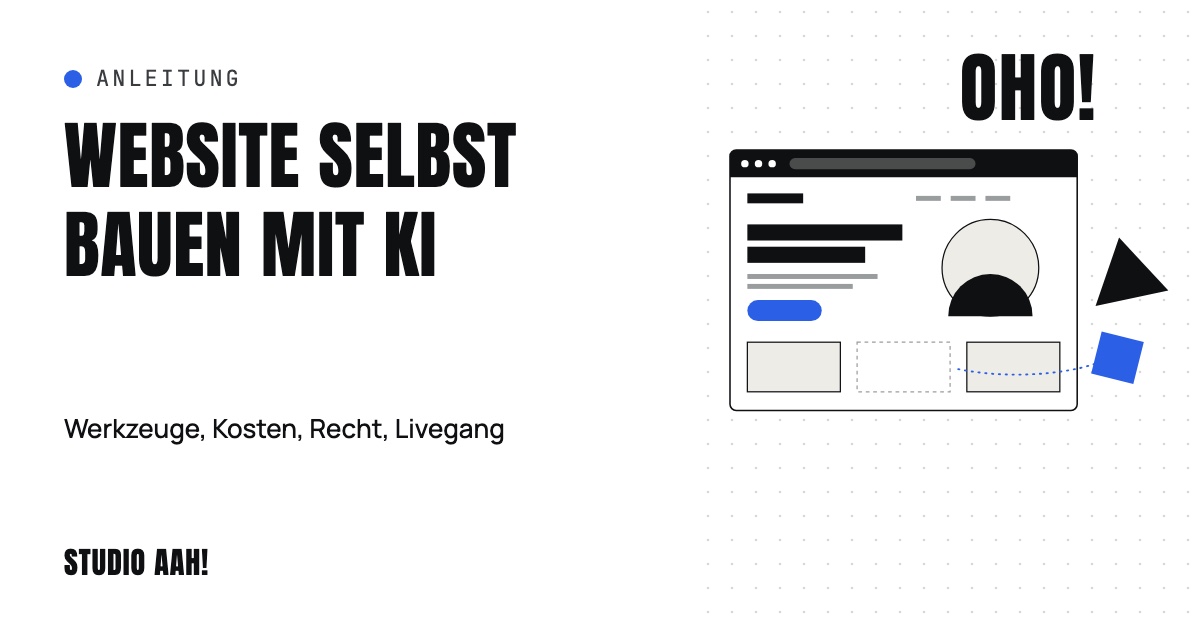 ANLEITUNG
WEBSITE SELBST
BAUEN MIT KI
Werkzeuge, Kosten, Recht, Livegang
STUDIO AAH!
OHO!